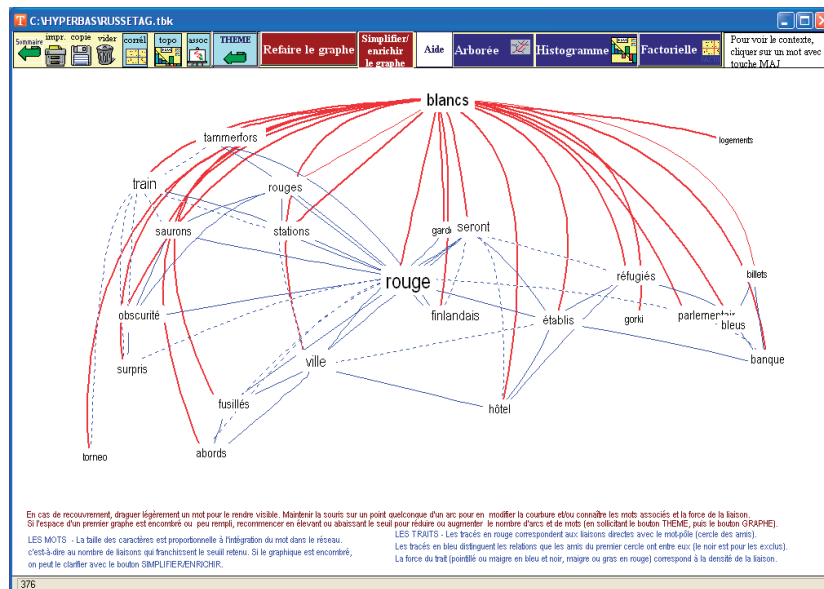 C:\HYPERBAS\RUSSETAG.tbk
Sommaire impr. copie vider corrél topo assoc THEME
Refaire le graphe
Simplifier/
enrichir
le graphe
Aide
Arborée
Histogramme
Factorielle
Pour voir le contexte,
cliquer sur un mot avec
touche MAJ
blancs
tammerfors
logements
train
rouges
saurons
stations
gard
seront
rouge
réfugiés
billets
obscurité
finlandais
établis
gorki
parlementair
bleus
surpris
ville
banque
fusillés
hôtel
torneo
abords
En cas de recouvrement, draguer légèrement un mot pour le rendre visible. Maintenir la souris sur un point quelconque d'un arc pour en modifier la courbure et/ou connaître les mots associés et la force de la liaison.
Si l'espace d'un premier graphe est encombré ou peu rempli, recommencer en élevant ou abaissant le seuil pour réduire ou augmenter le nombre d'arcs et de mots (en sollicitant le bouton THEME, puis le bouton GRAPHE).
LES MOTS - La taille des caractères est proportionnelle à l'intégration du mot dans le réseau.
c'est-à-dire au nombre de liaisons qui franchissent le seuil retenu. Si le graphique est encombré,
on peut le clarifier avec le bouton SIMPLIFIER/ENRICHIR.
LES TRAITS - Les tracés en rouge correspondent aux liaisons directes avec le mot-pôle (cercle des amis).
Les tracés en bleu distinguent les relations que les amis du premier cercle ont entre eux (le noir est pour les exclus).
La force du trait (pointillé ou maigre en bleu et noir, maigre ou gras en rouge) correspond à la densité de la liaison.
376